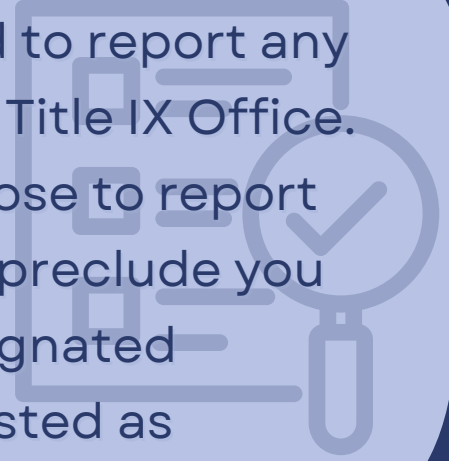 to report any
Title IX Office.
ose to report
preclude you
gnated
sted as